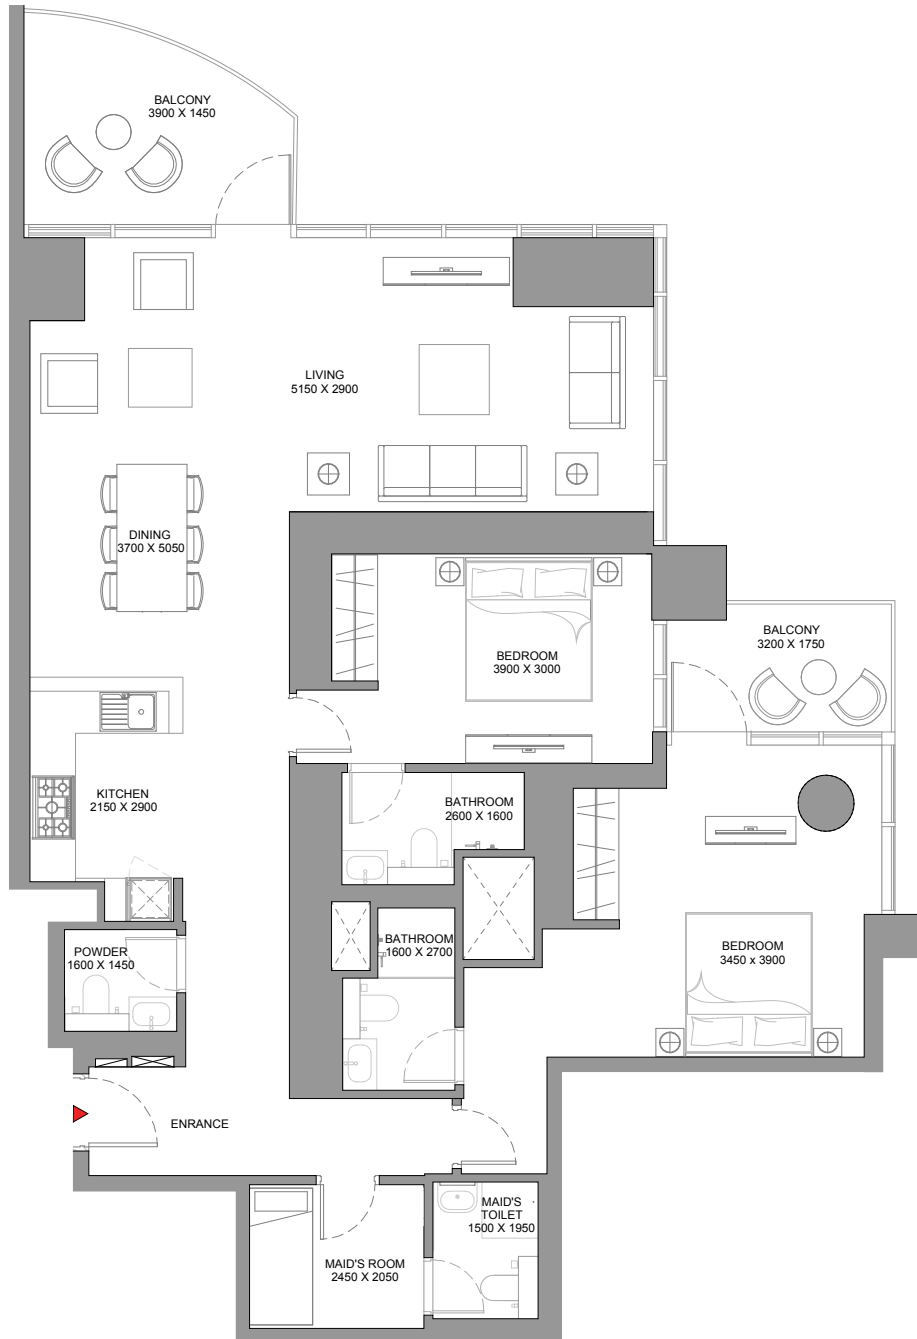 BALCONY
3900 X 1450
LIVING
5150 X 2900
DINING
3700 X 5050
BEDROOM
3900 X 3000
BALCONY
3200 X 1750
KITCHEN
2150 X 2900
BATHROOM
2600 X 1600
POWDER
1600 X 1450
BATHROOM
1600 X 2700
BEDROOM
3450 x 3900
ENRANCE
MAID'S
TOILET
1500 X 1950
MAID'S ROOM
2450 X 2050